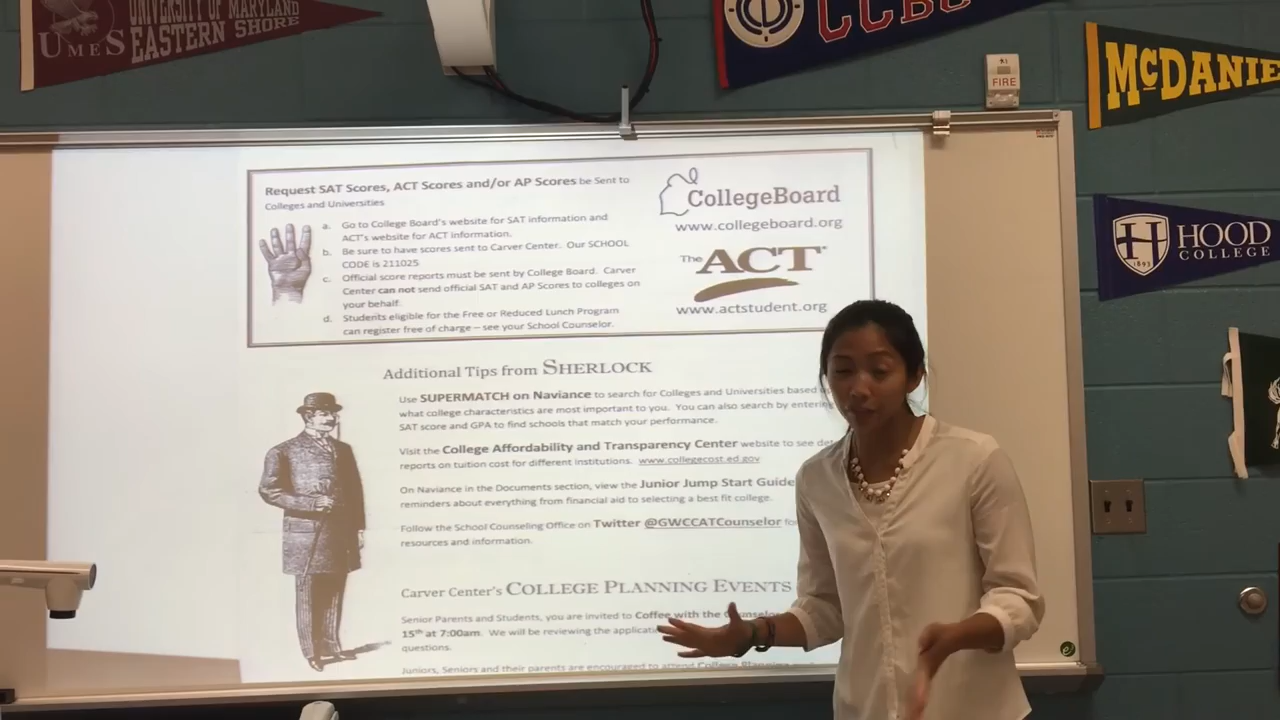 UMES
UNIVERSITY OF MARYLAND
EASTERN SHORE
CCBC
FIRE
McDANIE
H
1893
HOOD
COLLEGE
Request SAT Scores, ACT Scores and/or AP Scores be Sent to
Colleges and Universities
a. Go to College Board's website for SAT information and
ACT's website for ACT information.
b. Be sure to have scores sent to Carver Center. Our SCHOOL
CODE is 211025
c. Official score reports must be sent by College Board. Carver
Center can not send official SAT and AP Scores to colleges on
your behalf.
d. Students eligible for the Free or Reduced Lunch Program
can register free of charge – see your School Counselor.
CollegeBoard
www.collegeboard.org
The ACT®
www.actstudent.org
Additional Tips from SHERLOCK
Use SUPERMATCH on Naviance to search for Colleges and Universities based
what college characteristics are most important to you. You can also search by entering
SAT score and GPA to find schools that match your performance.
Visit the College Affordability and Transparency Center website to see det
reports on tuition cost for different institutions. www.collegecost.ed.gov
On Naviance in the Documents section, view the Junior Jump Start Guide
reminders about everything from financial aid to selecting a best fit college.
Follow the School Counseling Office on Twitter @GWCCATCounselor fo
resources and information.
Carver Center's COLLEGE PLANNING EVENTS
Senior Parents and Students, you are invited to Coffee with the Counselor
15th at 7:00am. We will be reviewing the applicati
questions.
Juniors, Seniors and their parents are encouraged to attend College Planning